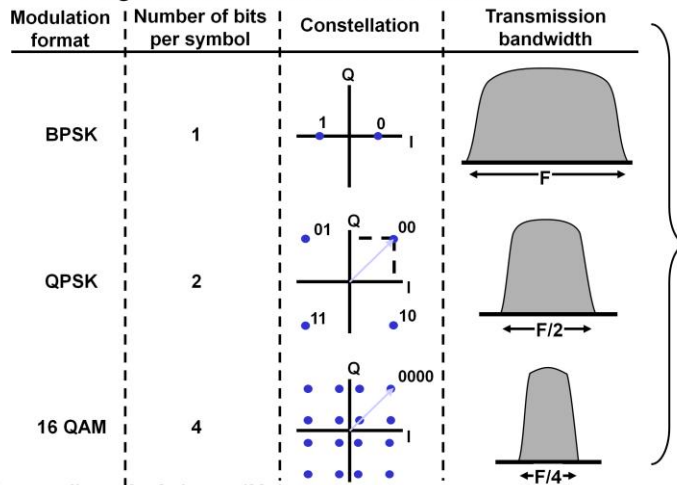 Modulation format
Number of bits per symbol
Constellation
Transmission bandwidth
BPSK
1
Q
1
0
I
F
QPSK
2
Q
01
00
I
11
10
F/2
16 QAM
4
Q
0000
I
F/4